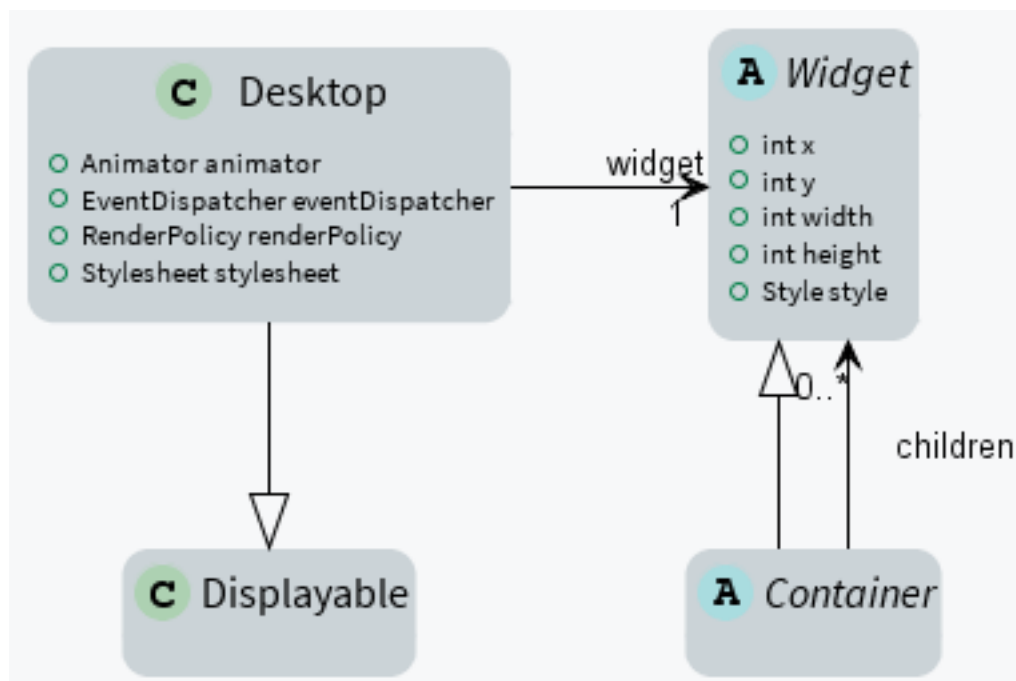 C Desktop
Animator animator
EventDispatcher eventDispatcher
RenderPolicy renderPolicy
Stylesheet stylesheet
widget
1
A Widget
int x
int y
int width
int height
Style style
0..*
children
C Displayable
A Container